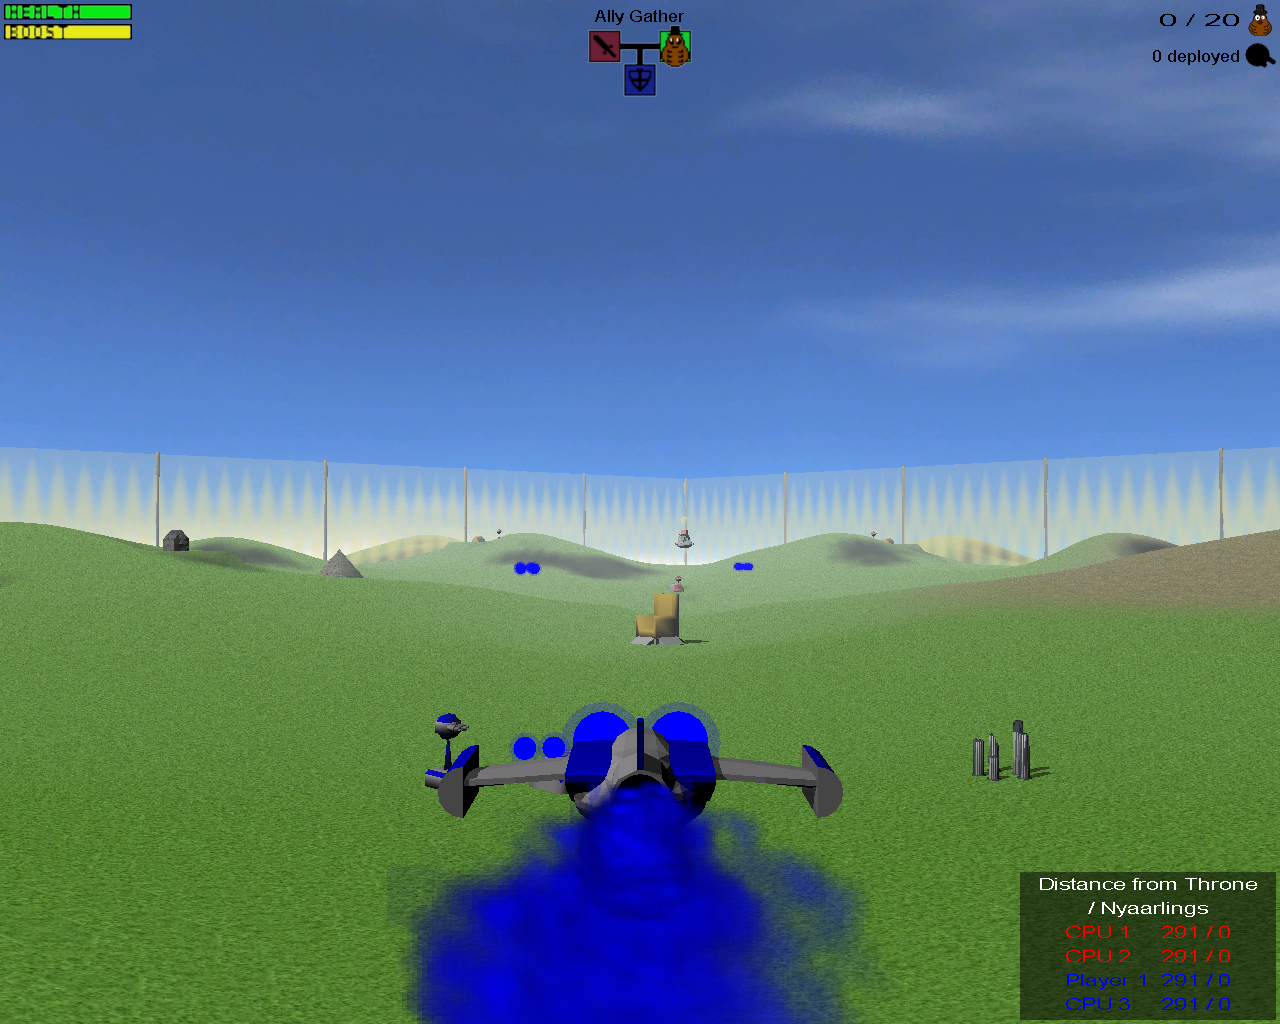 HEALTH
BOOST
Ally Gather
0 / 20
0 deployed
Distance from Throne
/ Nyaarlings
CPU 1 291 / 0
CPU 2 291 / 0
Player 1 291 / 0
CPU 3 291 / 0